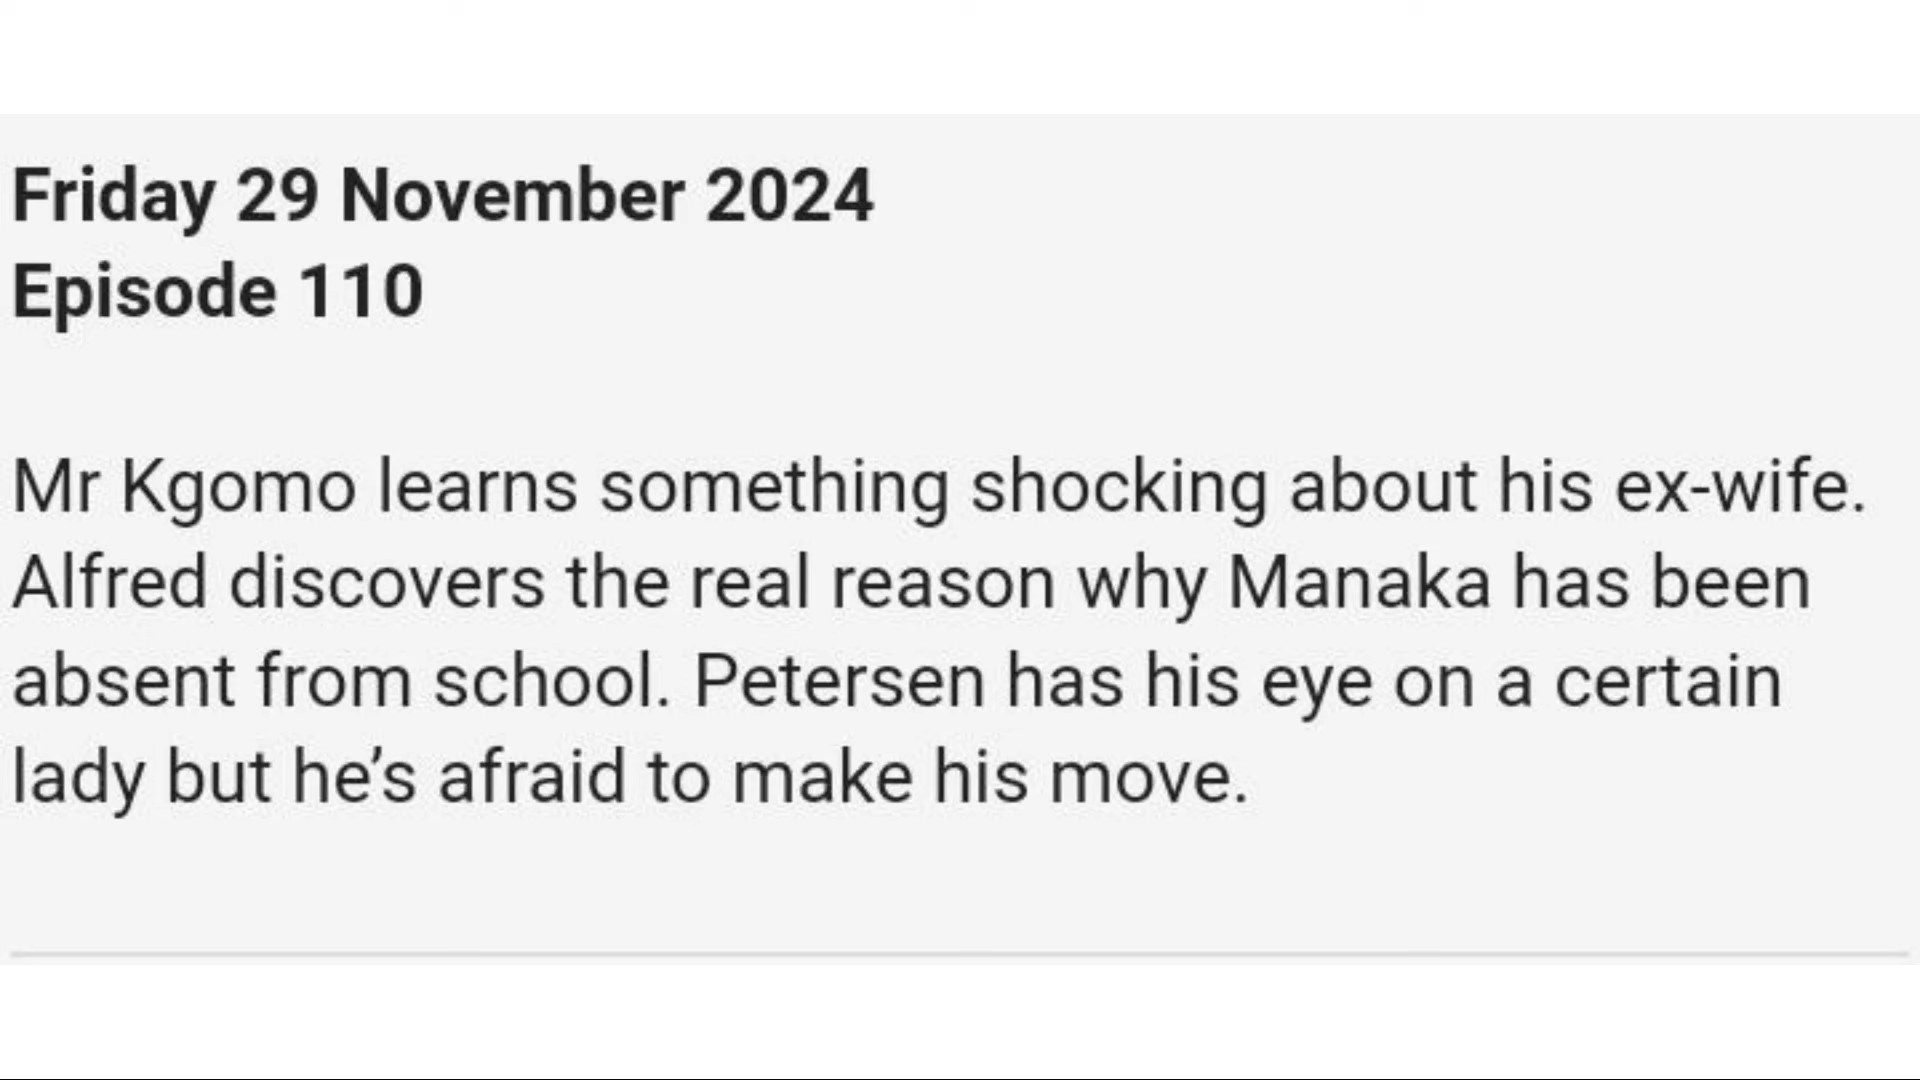 Friday 29 November 2024
Episode 110
Mr Kgomo learns something shocking about his ex-wife.
Alfred discovers the real reason why Manaka has been
absent from school. Petersen has his eye on a certain
lady but he’s afraid to make his move.